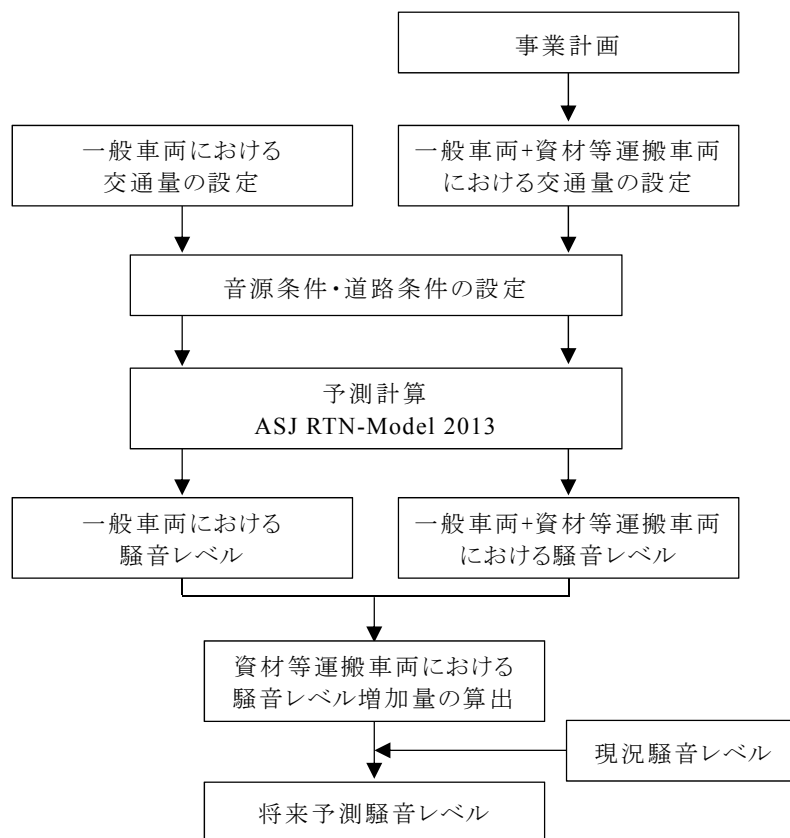 事業計画
一般車両における
交通量の設定
一般車両+資材等運搬車両
における交通量の設定
音源条件・道路条件の設定
予測計算
ASJ RTN-Model 2013
一般車両における
騒音レベル
一般車両+資材等運搬車両
における騒音レベル
資材等運搬車両における
騒音レベル増加量の算出
現況騒音レベル
将来予測騒音レベル